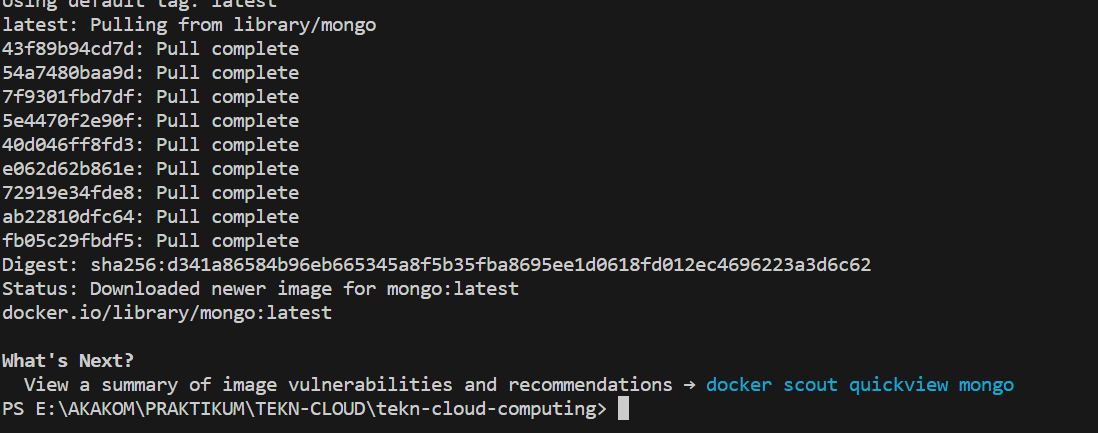 Using default tag: latest
latest: Pulling from library/mongo
43f89b94cd7d: Pull complete
54a7480baa9d: Pull complete
7f9301fbd7df: Pull complete
5e4470f2e90f: Pull complete
40d046ff8fd3: Pull complete
e062d62b861e: Pull complete
72919e34fde8: Pull complete
ab22810dfc64: Pull complete
fb05c29fbdf5: Pull complete
Digest: sha256:d341a86584b96eb665345a8f5b35fba8695ee1d0618fd012ec4696223a3d6c62
Status: Downloaded newer image for mongo:latest
docker.io/library/mongo:latest
What's Next?
View a summary of image vulnerabilities and recommendations → docker scout quickview mongo
PS E:\AKAKOM\PRAKTIKUM\TEKN-CLOUD\tekn-cloud-computing>